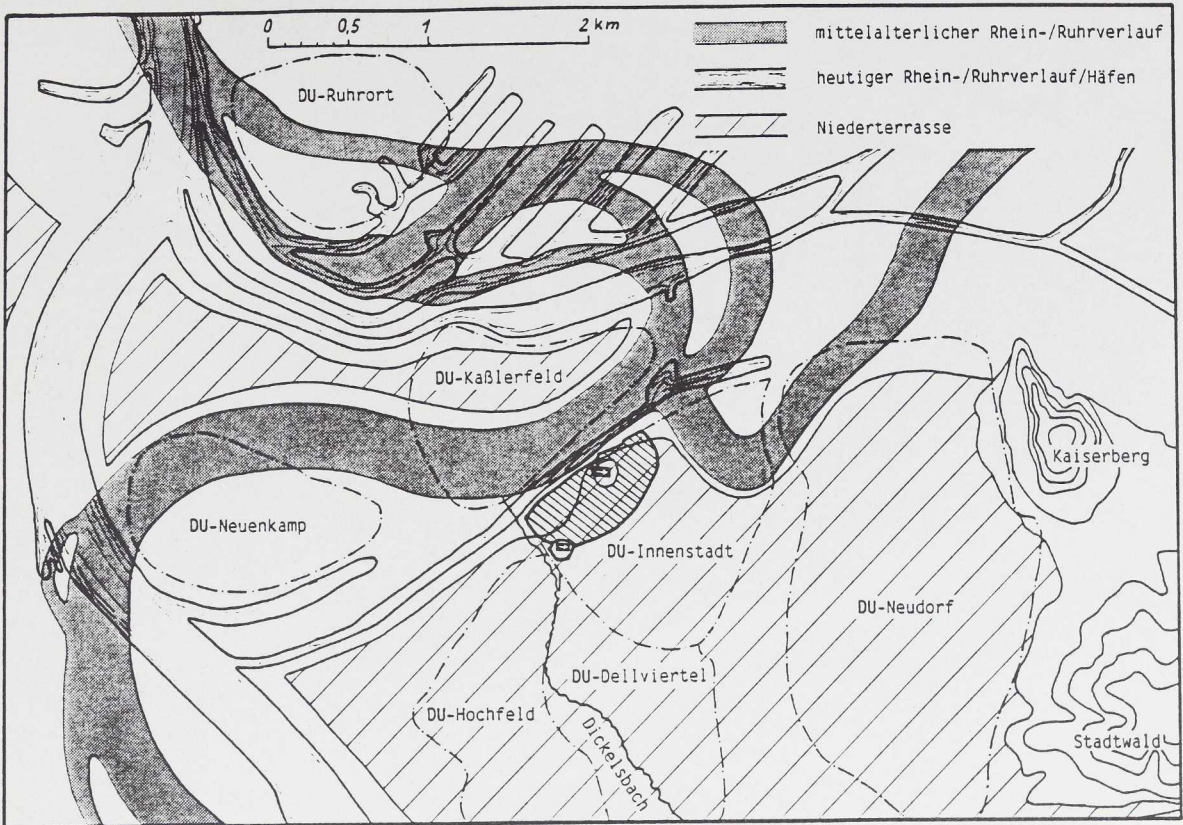 0 0,5 1 2 km
mittelalterlicher Rhein-/Ruhrverlauf
heutiger Rhein-/Ruhrverlauf/Häfen
Niederterrasse
DU-Ruhrort
DU-Kaßlerfeld
Kaiserberg
DU-Neuenkamp
DU-Innenstadt
DU-Neudorf
DU-Dellviertel
DU-Hochfeld
Stadtwald
Dickelsbach